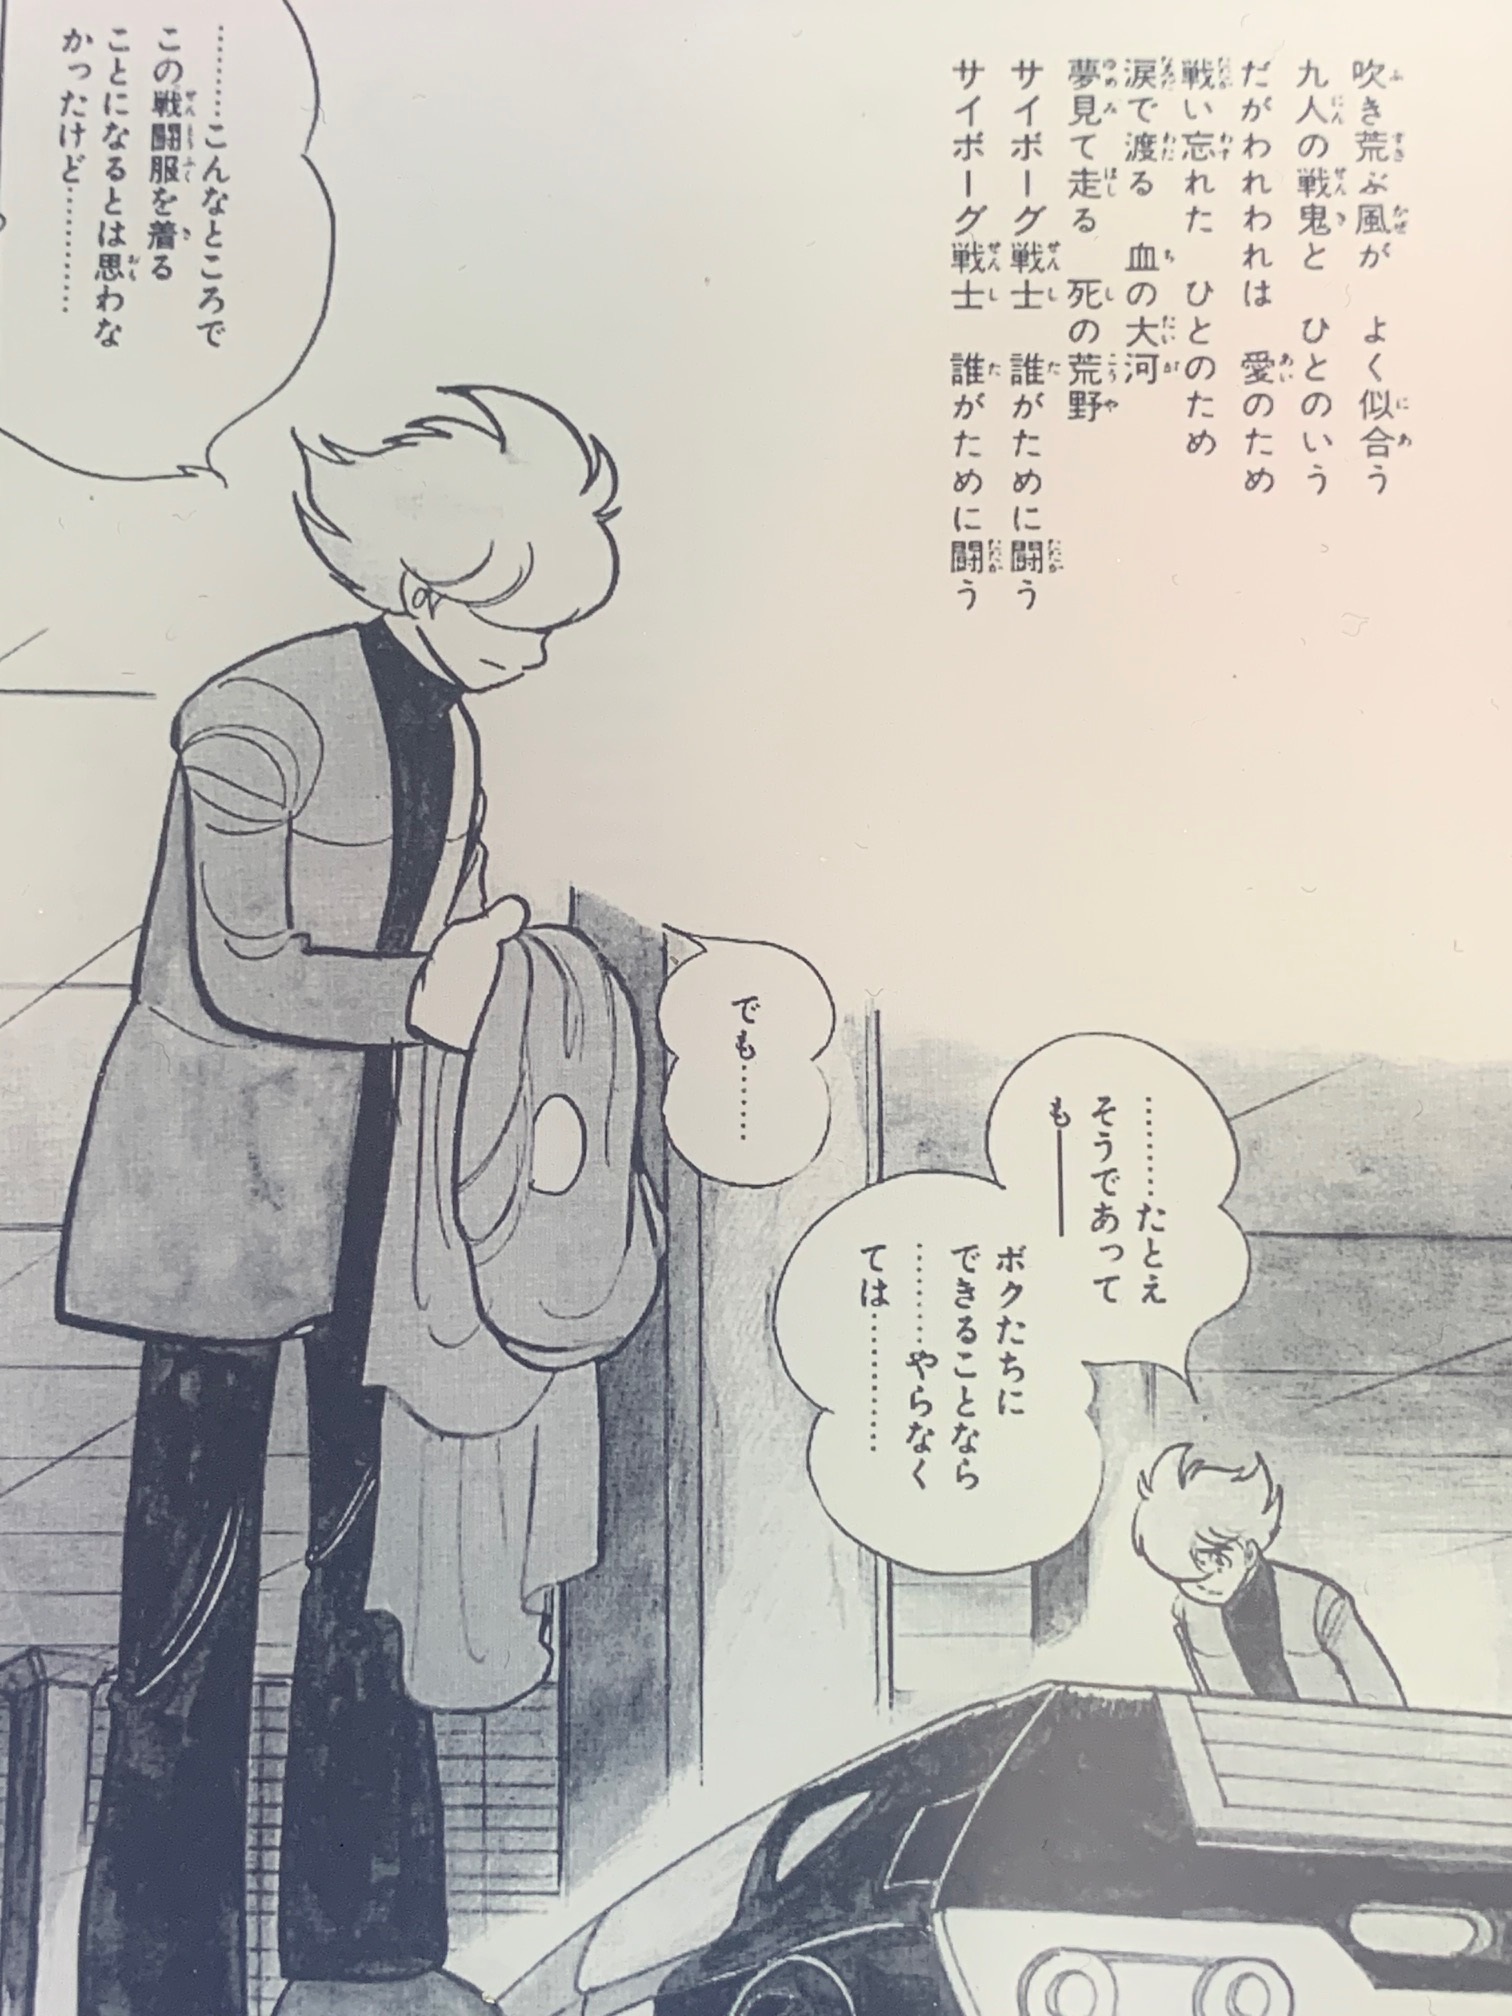 吹き荒ぶ風が　よく似合う
九人の戦鬼と　ひとのいう
だがわれわれは　愛のため
戦い忘れた　ひとのため
涙で渡る　血の大河
夢見て走る　死の荒野
サイボーグ戦士　誰がために闘う
サイボーグ戦士　誰がために闘う
…………たとえ
そうであって
も――
ボクたちに
できることなら
…………やらなく
ては…………
でも………
…………こんなところで
この戦闘服を着る
ことになるとは思わな
かったけど…………